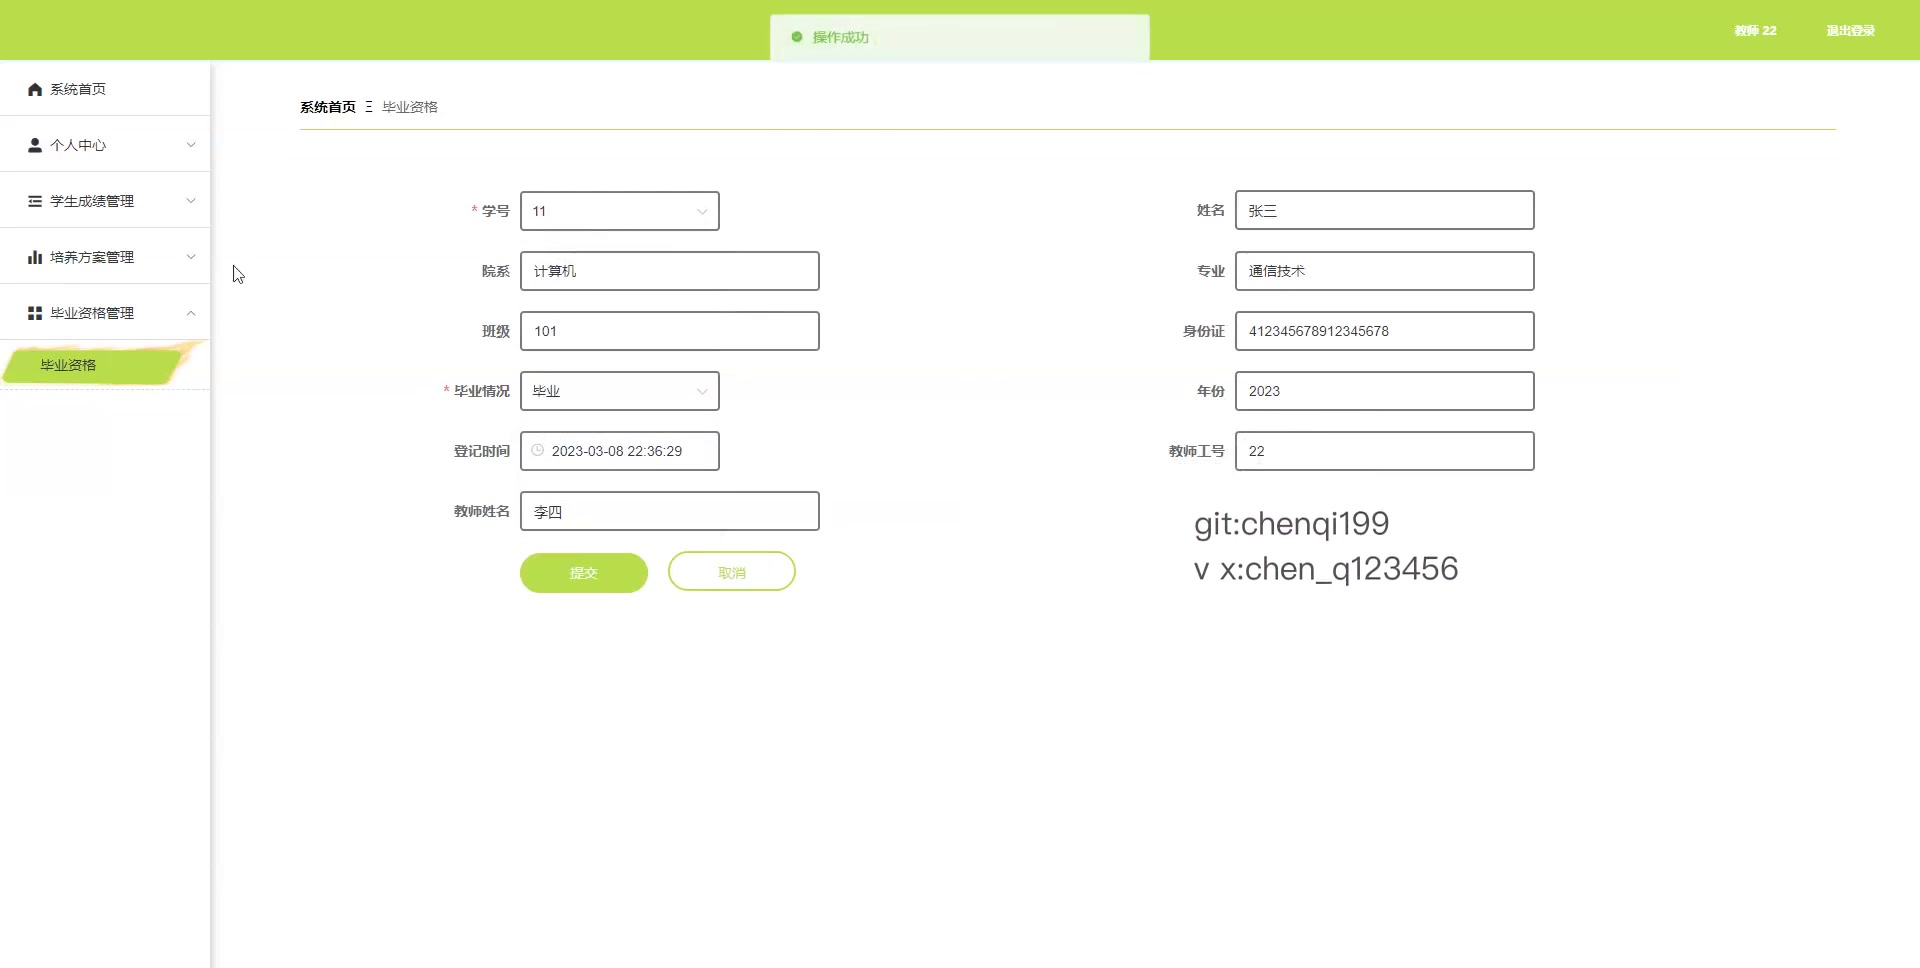 操作成功
教师 22
退出登录
系统首页
个人中心
学生成绩管理
培养方案管理
毕业资格管理
毕业资格
系统首页 Ξ 毕业资格
* 学号 11
姓名 张三
院系 计算机
专业 通信技术
班级 101
身份证 412345678912345678
* 毕业情况 毕业
年份 2023
登记时间 2023-03-08 22:36:29
教师工号 22
教师姓名 李四
git:chenqi199
v x:chen_q123456
提交
取消